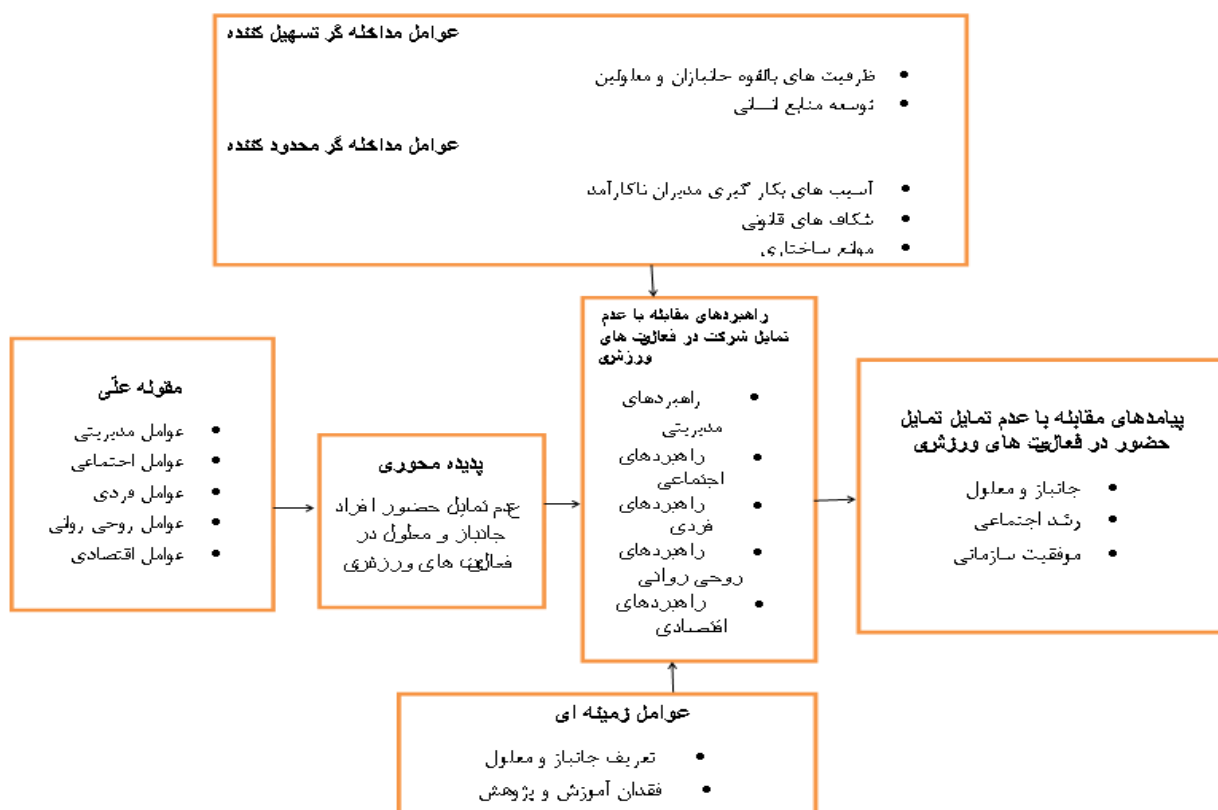 عوامل مداخله گر تسهیل کننده
ظرفیت های بالقوه جانبازان و معلولین
توسعه منابع انسانی
عوامل مداخله گر محدود کننده
آسیب های بکار گیری مدیران ناکارآمد
شکاف های قانونی
موانع ساختاری
مقوله علّی
عوامل مدیریتی
عوامل اجتماعی
عوامل فردی
عوامل روحی روانی
عوامل اقتصادی
پدیده محوری
عدم تمایل حضور افراد
جانباز و معلول در
فعالیت های ورزشی
راهبردهای مقابله با عدم
تمایل شرکت در فعالیت های
ورزشی
راهبردهای
مدیریتی
راهبردهای
اجتماعی
راهبردهای
فردی
راهبردهای
روحی روانی
راهبردهای
اقتصادی
پیامدهای مقابله با عدم تمایل تمایل
حضور در فعالیت های ورزشی
جانباز و معلول
رشد اجتماعی
موفقیت سازمانی
عوامل زمینه ای
تعریف جانباز و معلول
فقدان آموزش و پژوهش